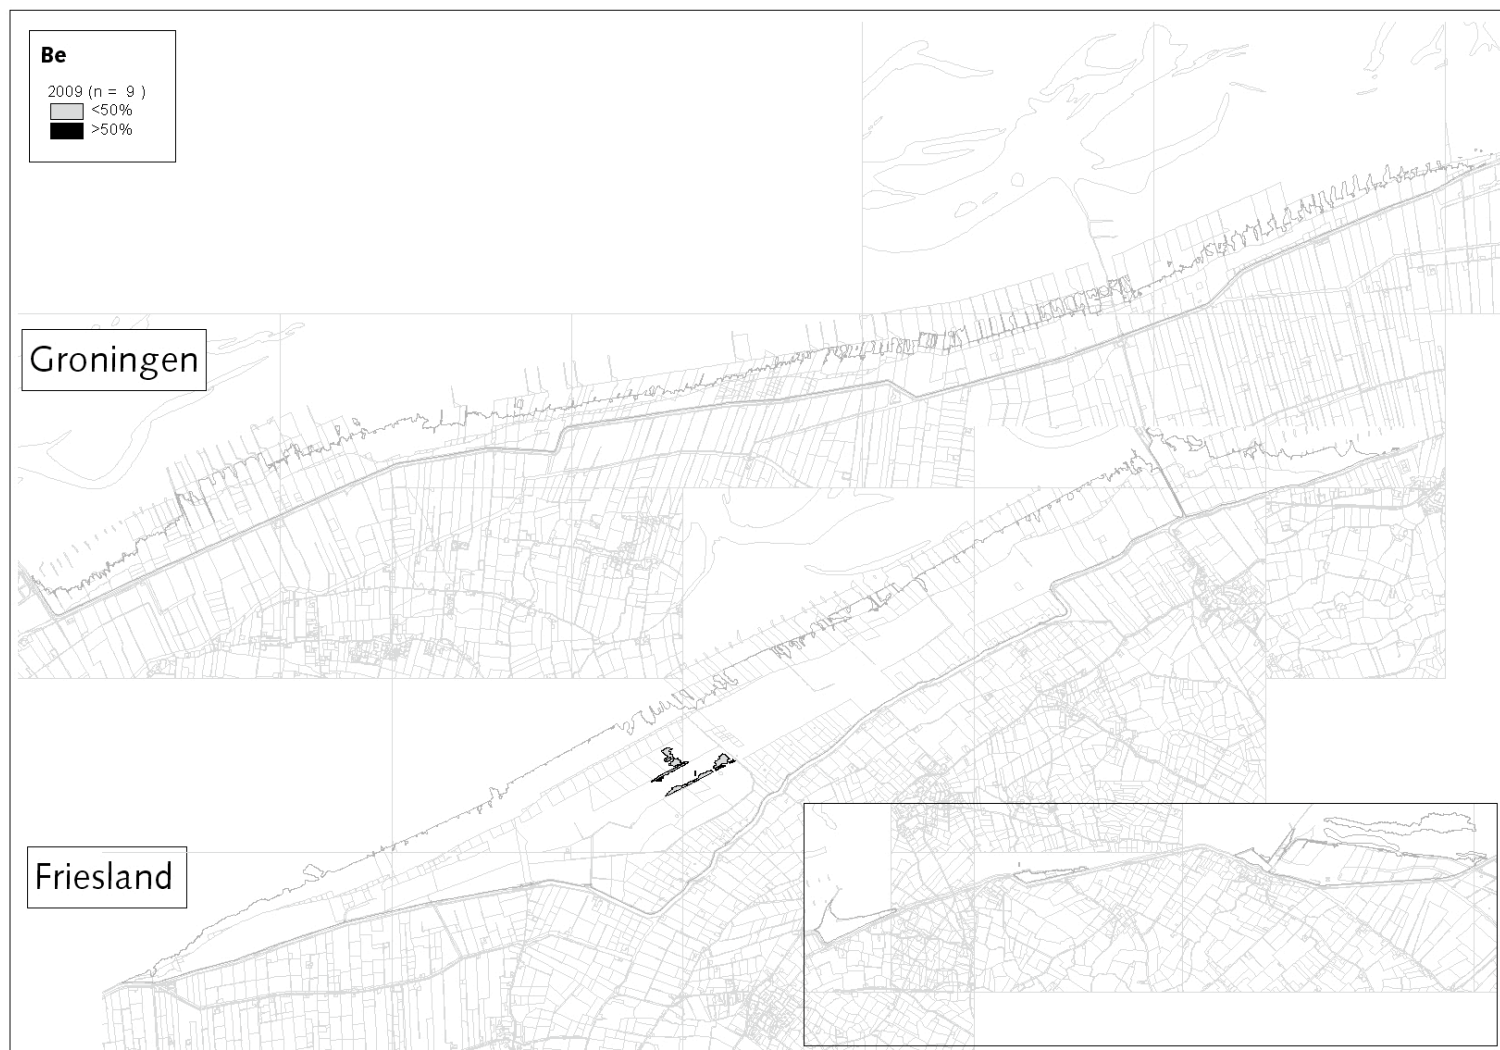 Be
2009 (n = 9 )
<50%
>50%
Groningen
Friesland